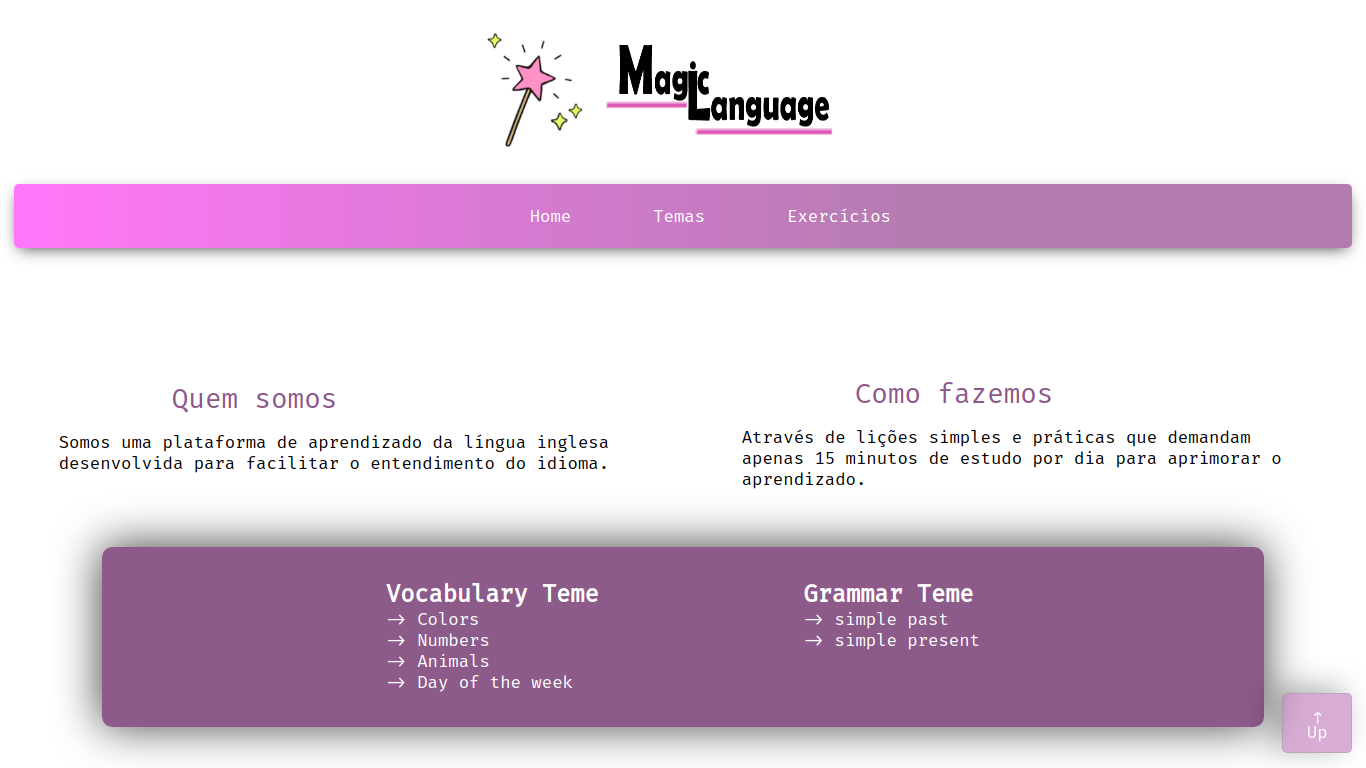 Magic
Language
Home Temas Exercícios
Quem somos
Somos uma plataforma de aprendizado da língua inglesa
desenvolvida para facilitar o entendimento do idioma.
Como fazemos
Através de lições simples e práticas que demandam
apenas 15 minutos de estudo por dia para aprimorar o
aprendizado.
Vocabulary Teme
→ Colors
→ Numbers
→ Animals
→ Day of the week
Grammar Teme
→ simple past
→ simple present
↑
Up